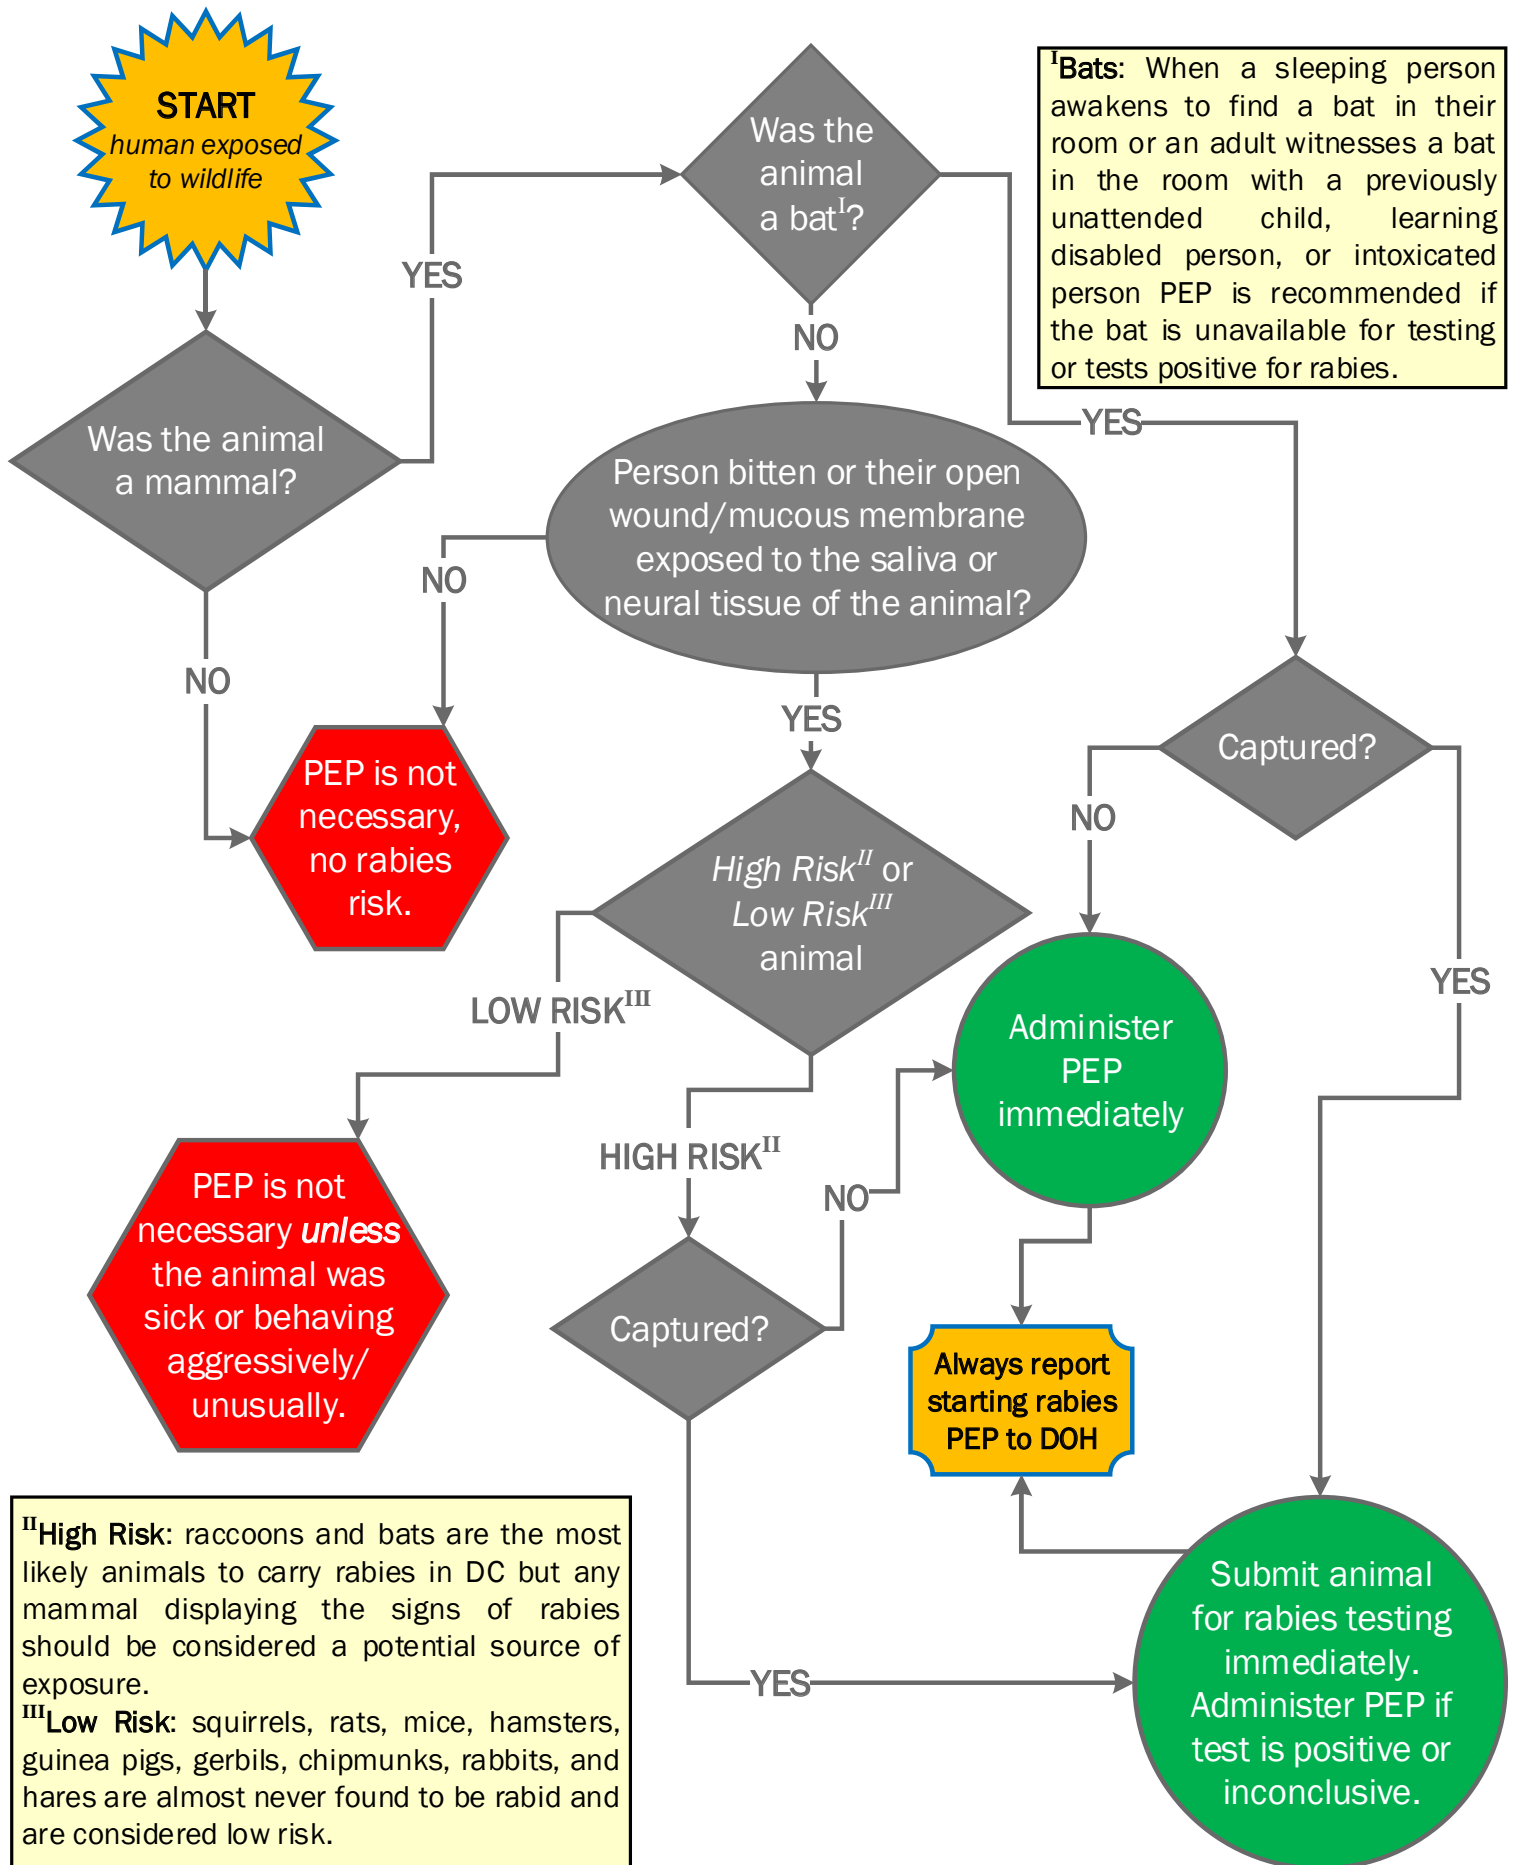 START
human exposed
to wildlife
Was the
animal
a bat^I?
^IBats: When a sleeping person
awakens to find a bat in their
room or an adult witnesses a bat
in the room with a previously
unattended child, learning
disabled person, or intoxicated
person PEP is recommended if
the bat is unavailable for testing
or tests positive for rabies.
YES
NO
YES
Was the animal
a mammal?
Person bitten or their open
wound/mucous membrane
exposed to the saliva or
neural tissue of the animal?
NO
NO
YES
Captured?
PEP is not
necessary,
no rabies
risk.
NO
High Risk^II or
Low Risk^III
animal
YES
LOW RISK^III
Administer
PEP
immediately
HIGH RISK^II
NO
PEP is not
necessary unless
the animal was
sick or behaving
aggressively/
unusually.
Captured?
Always report
starting rabies
PEP to DOH
^IIHigh Risk: raccoons and bats are the most
likely animals to carry rabies in DC but any
mammal displaying the signs of rabies
should be considered a potential source of
exposure.
^IIILow Risk: squirrels, rats, mice, hamsters,
guinea pigs, gerbils, chipmunks, rabbits, and
hares are almost never found to be rabid and
are considered low risk.
YES
Submit animal
for rabies testing
immediately.
Administer PEP if
test is positive or
inconclusive.